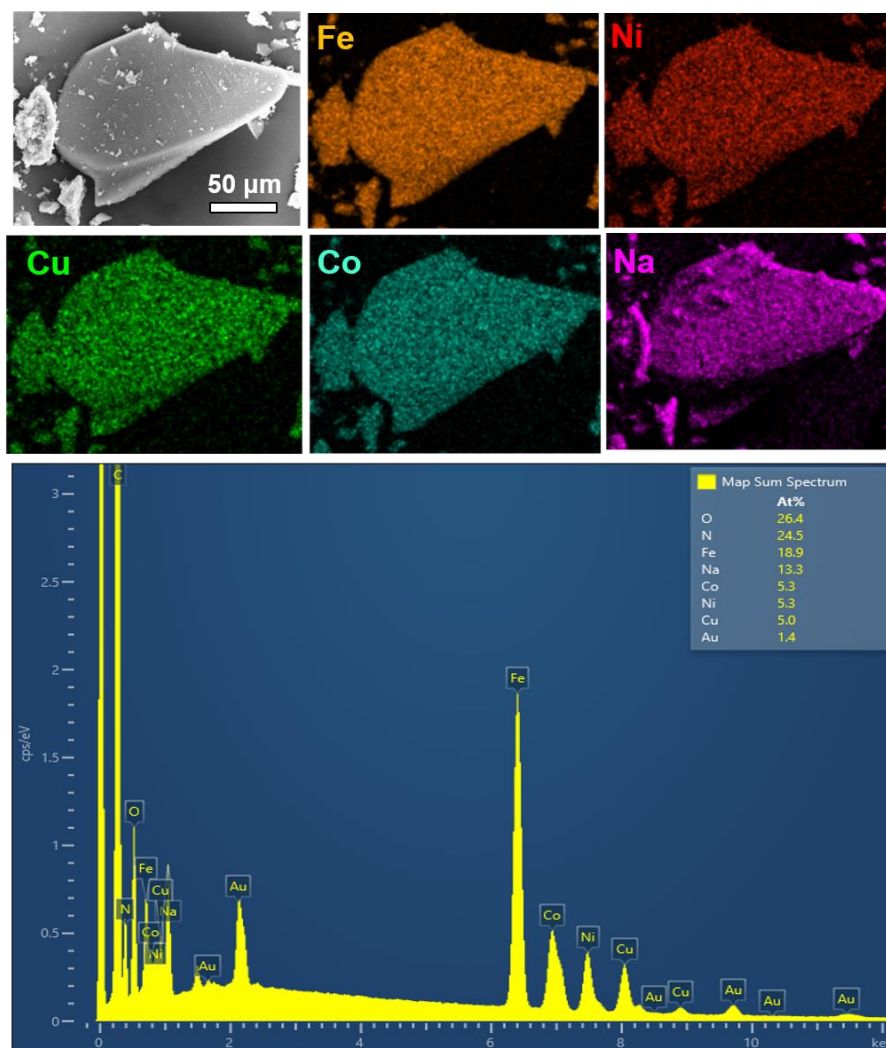 Fe
Ni
50 µm
Cu
Co
Na
Map Sum Spectrum
At%
O 26.4
N 24.5
Fe 18.9
Na 13.3
Co 5.3
Ni 5.3
Cu 5.0
Au 1.4
C
3
2.5
2
Fe
cps/eV
1.5
O
1
Fe
Cu
Au
N
Na
Co
Co
0.5
Ni
Ni
Cu
Au
Au
Cu
Au
Au
Au
0
0
2
4
6
8
10
ke